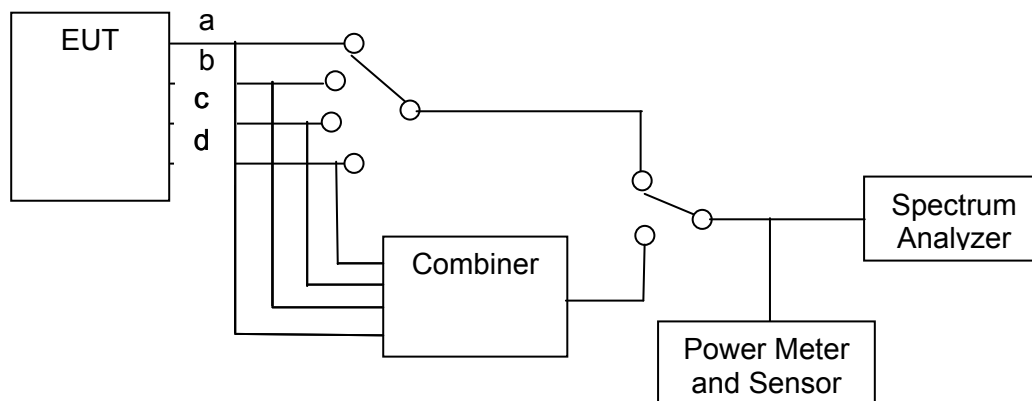 EUT
a
b
c
d
Combiner
Spectrum
Analyzer
Power Meter
and Sensor